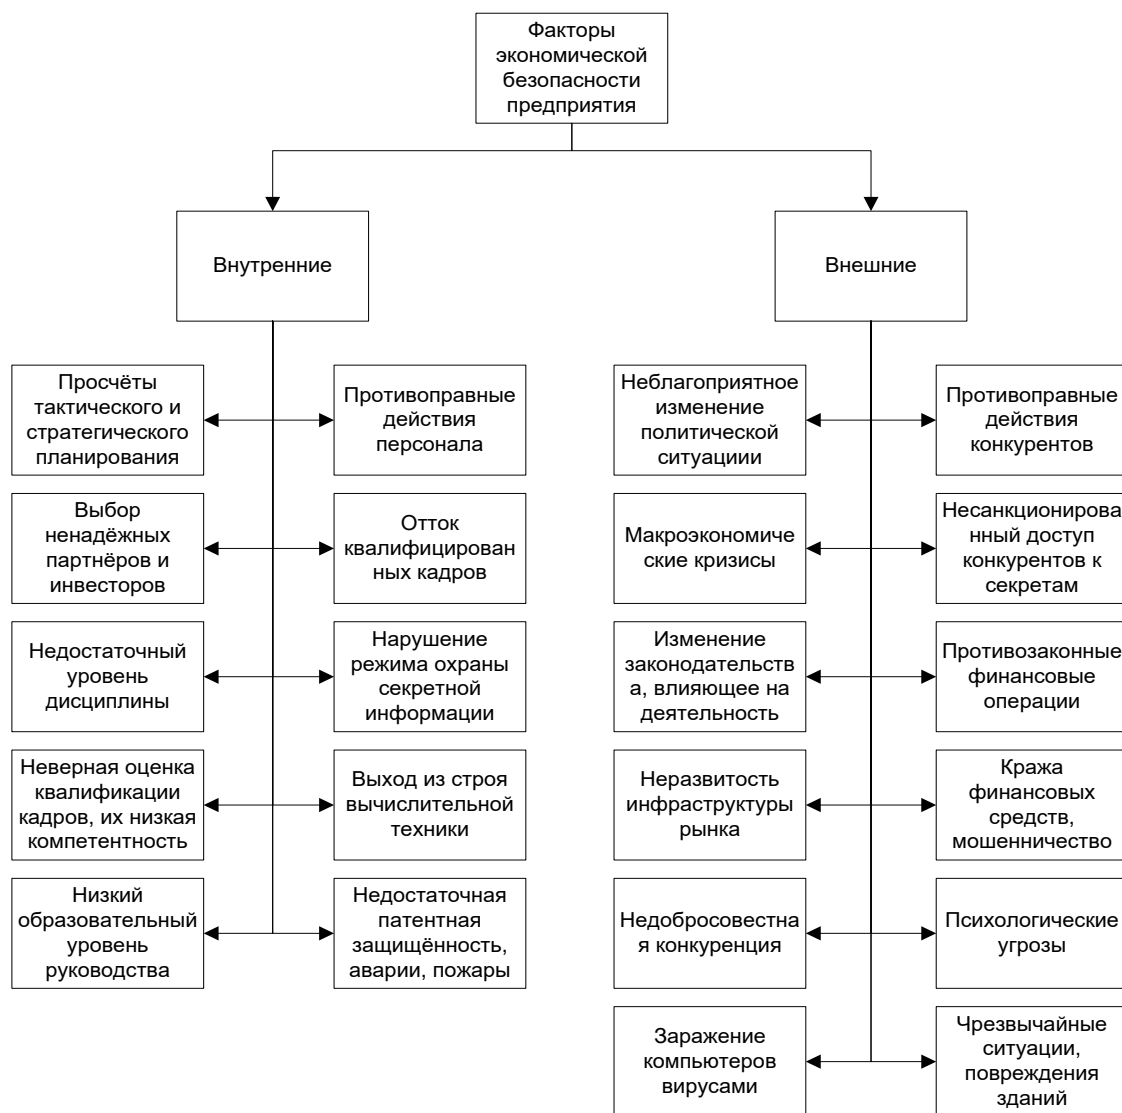 Факторы
экономической
безопасности
предприятия
Внутренние
Внешние
Просчёты
тактического и
стратегического
планирования
Противоправные
действия
персонала
Неблагоприятное
изменение
политической
ситуациии
Противоправные
действия
конкурентов
Выбор
ненадёжных
партнёров и
инвесторов
Отток
квалифицирован
ных кадров
Макроэкономиче
ские кризисы
Несанкционирова
нный доступ
конкурентов к
секретам
Недостаточный
уровень
дисциплины
Нарушение
режима охраны
секретной
информации
Изменение
законодательств
а, влияющее на
деятельность
Противозаконные
финансовые
операции
Неверная оценка
квалификации
кадров, их низкая
компетентность
Выход из строя
вычислительной
техники
Неразвитость
инфраструктуры
рынка
Кража
финансовых
средств,
мошенничество
Низкий
образовательный
уровень
руководства
Недостаточная
патентная
защищённость,
аварии, пожары
Недобросовестна
я конкуренция
Психологические
угрозы
Заражение
компьютеров
вирусами
Чрезвычайные
ситуации,
повреждения
зданий